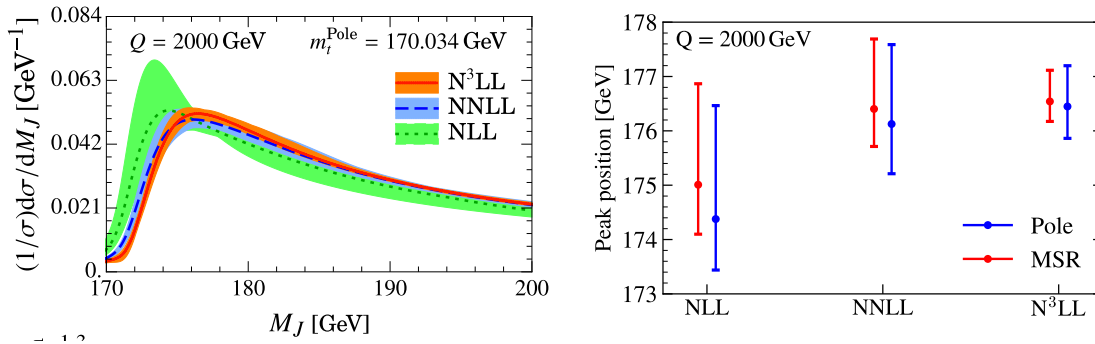 0.084
0.063
0.042
0.021
0.
(1/σ)dσ/dM_J [GeV⁻¹]
Q = 2000 GeV
m_t^Pole = 170.034 GeV
N³LL
NNLL
NLL
170
180
190
200
M_J [GeV]
178
177
176
175
174
173
Peak position) [GeV]
Q = 2000 GeV
Pole
MSR
NLL
NNLL
N³LL